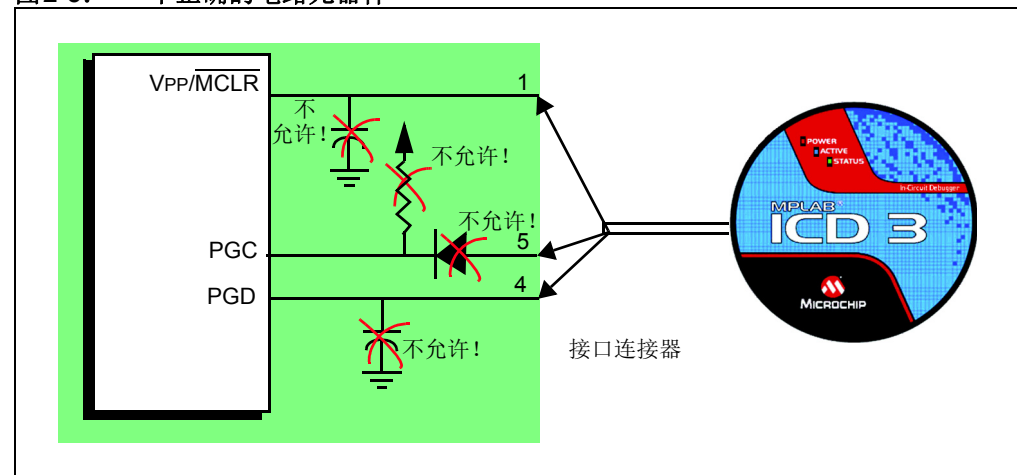 VPP/MCLR
1
不
允许!
不允许!
不允许!
PGC
5
PGD
4
不允许!
接口连接器
POWER
ACTIVE
STATUS
In-Circuit Debugger
MPLAB®
ICD 3
MICROCHIP